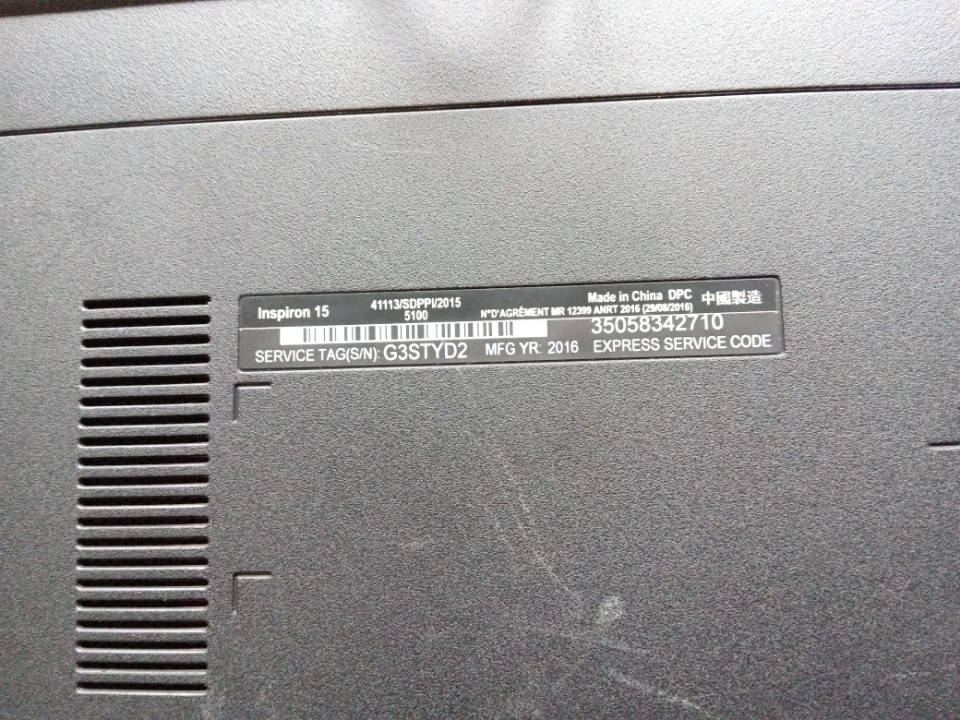 Inspiron 15
41113/SDPPI/2015
5100
Made in China DPC 中國製造
N°D'AGRÉMENT MR 12399 ANRT 2016 (29/08/2016)
35058342710
SERVICE TAG(S/N): G3STYD2 MFG YR: 2016 EXPRESS SERVICE CODE